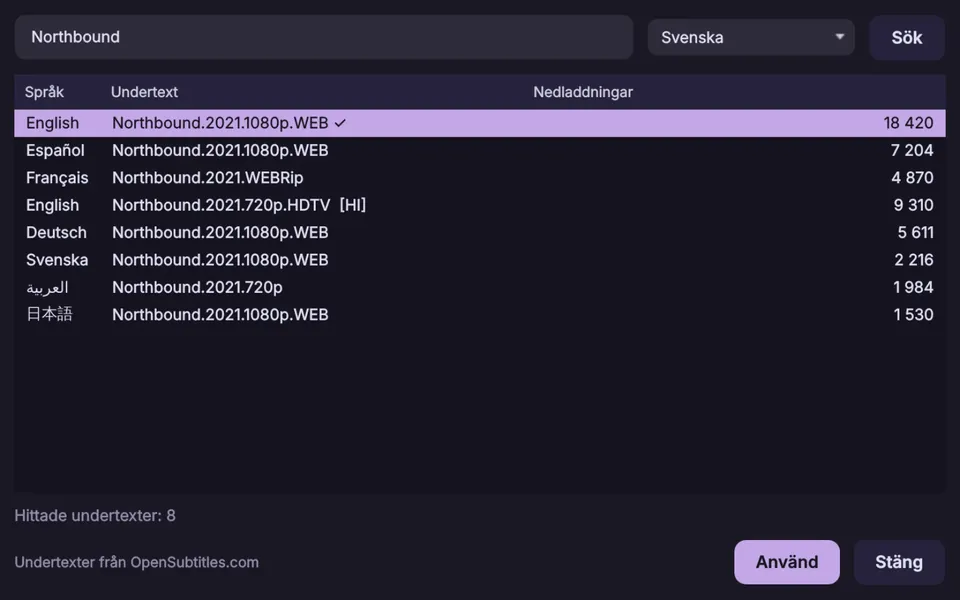 Northbound Svenska Sök
Språk Undertext Nedladdningar
English Northbound.2021.1080p.WEB ✓ 18 420
Español Northbound.2021.1080p.WEB 7 204
Français Northbound.2021.WEBRip 4 870
English Northbound.2021.720p.HDTV [HI] 9 310
Deutsch Northbound.2021.1080p.WEB 5 611
Svenska Northbound.2021.1080p.WEB 2 216
العربية Northbound.2021.720p 1 984
日本語 Northbound.2021.1080p.WEB 1 530
Hittade undertexter: 8
Undertexter från OpenSubtitles.com Använd Stäng